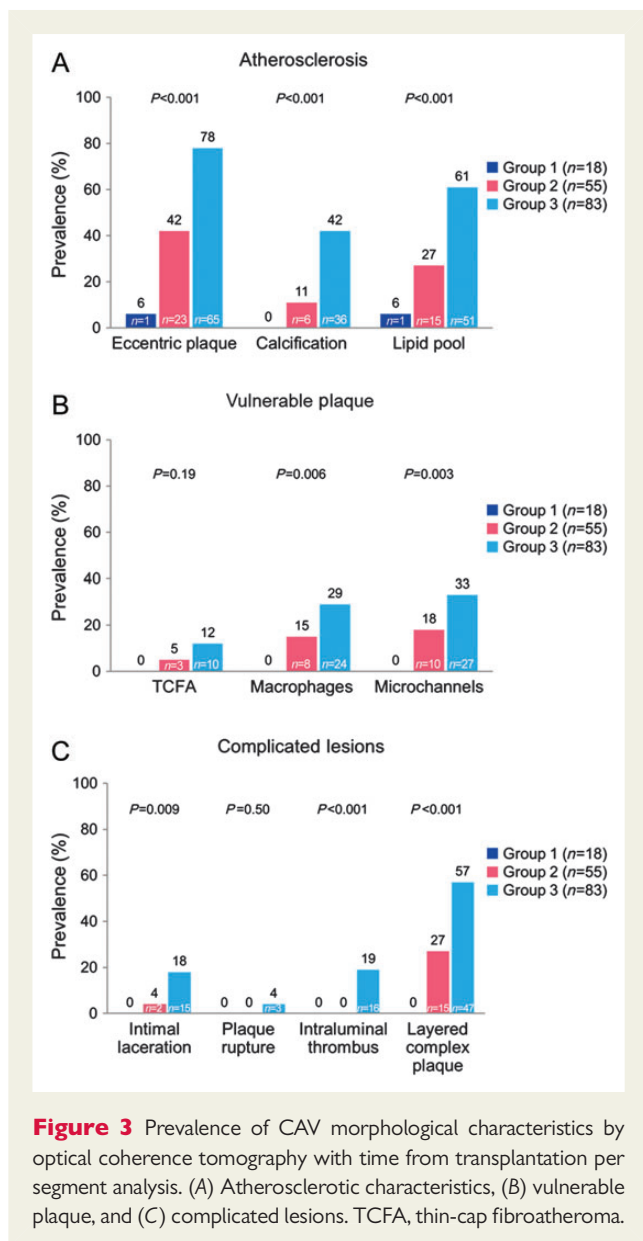 A
Atherosclerosis
Prevalence (%)
100
80
60
40
20
0
P<0.001
P<0.001
P<0.001
6
42
78
0
11
42
6
27
61
n=1
n=23
n=65
n=6
n=36
n=1
n=15
n=51
Eccentric plaque
Calcification
Lipid pool
Group 1 (n=18)
Group 2 (n=55)
Group 3 (n=83)
B
Vulnerable plaque
Prevalence (%)
100
80
60
40
20
0
P=0.19
P=0.006
P=0.003
0
5
12
0
15
29
0
18
33
n=3
n=10
n=8
n=24
n=10
n=27
TCFA
Macrophages
Microchannels
Group 1 (n=18)
Group 2 (n=55)
Group 3 (n=83)
C
Complicated lesions
Prevalence (%)
100
80
60
40
20
0
P=0.009
P=0.50
P<0.001
P<0.001
0
4
18
0
0
4
0
0
19
0
27
57
n=2
n=15
n=3
n=16
n=15
n=47
Intimal
laceration
Plaque
rupture
Intraluminal
thrombus
Layered
complex
plaque
Group 1 (n=18)
Group 2 (n=55)
Group 3 (n=83)
Figure 3 Prevalence of CAV morphological characteristics by
optical coherence tomography with time from transplantation per
segment analysis. (A) Atherosclerotic characteristics, (B) vulnerable
plaque, and (C) complicated lesions. TCFA, thin-cap fibroatheroma.